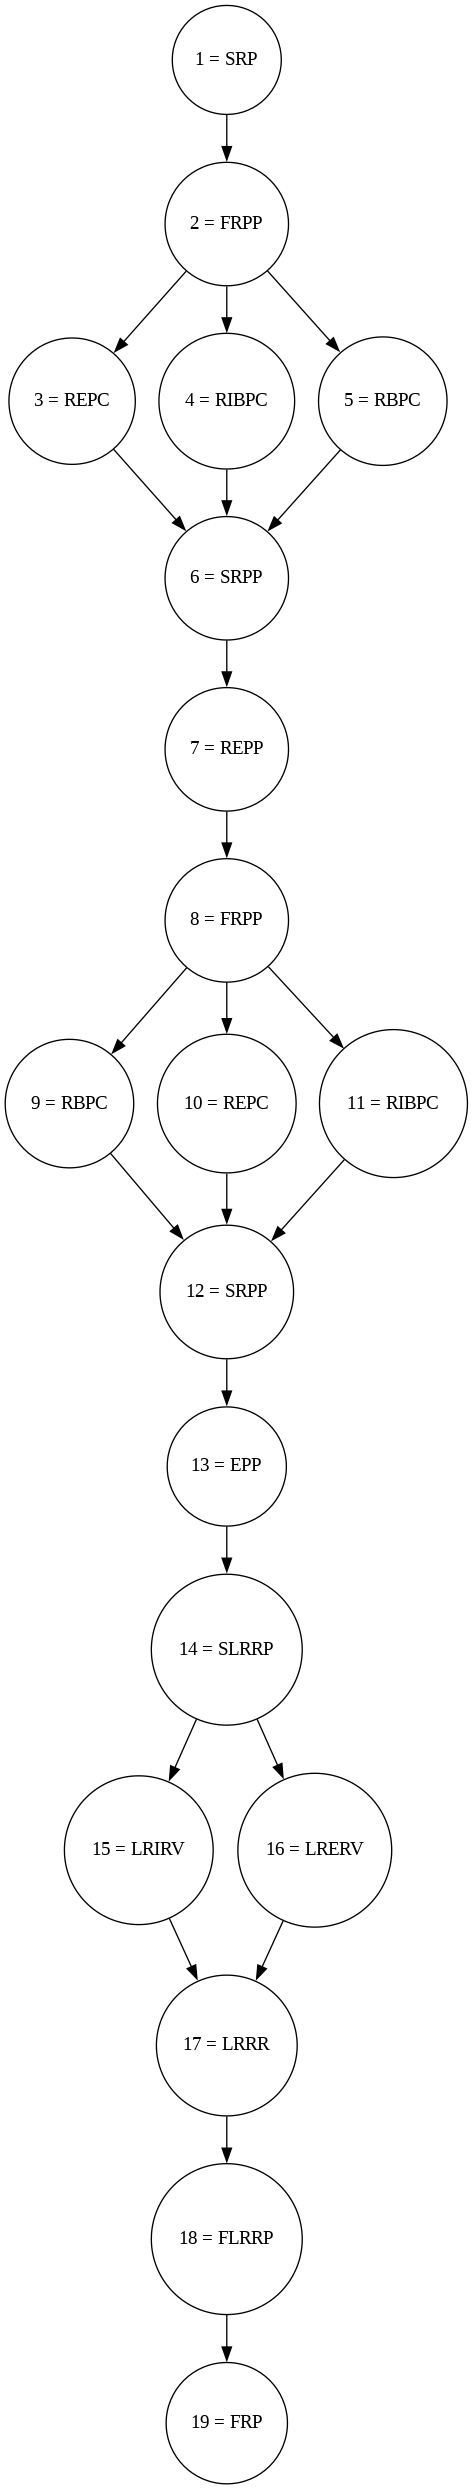 1 = SRP
2 = FRPP
3 = REPC
4 = RIBPC
5 = RBPC
6 = SRPP
7 = REPP
8 = FRPP
9 = RBPC
10 = REPC
11 = RIBPC
12 = SRPP
13 = EPP
14 = SLRRP
15 = LRIRV
16 = LRERV
17 = LRRR
18 = FLRRP
19 = FRP